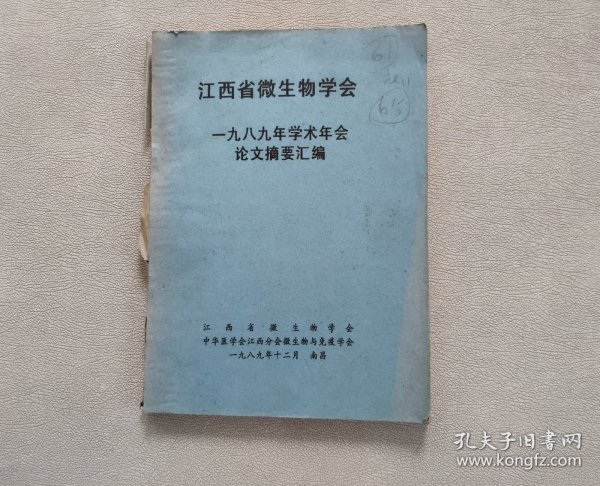 江西省微生物学会
一九八九年学术年会
论文摘要汇编
江西省微生物学会
中华医学会江西分会微生物与免疫学会
一九八九年十二月 南昌
孔夫子旧书网
www.kongfz.com